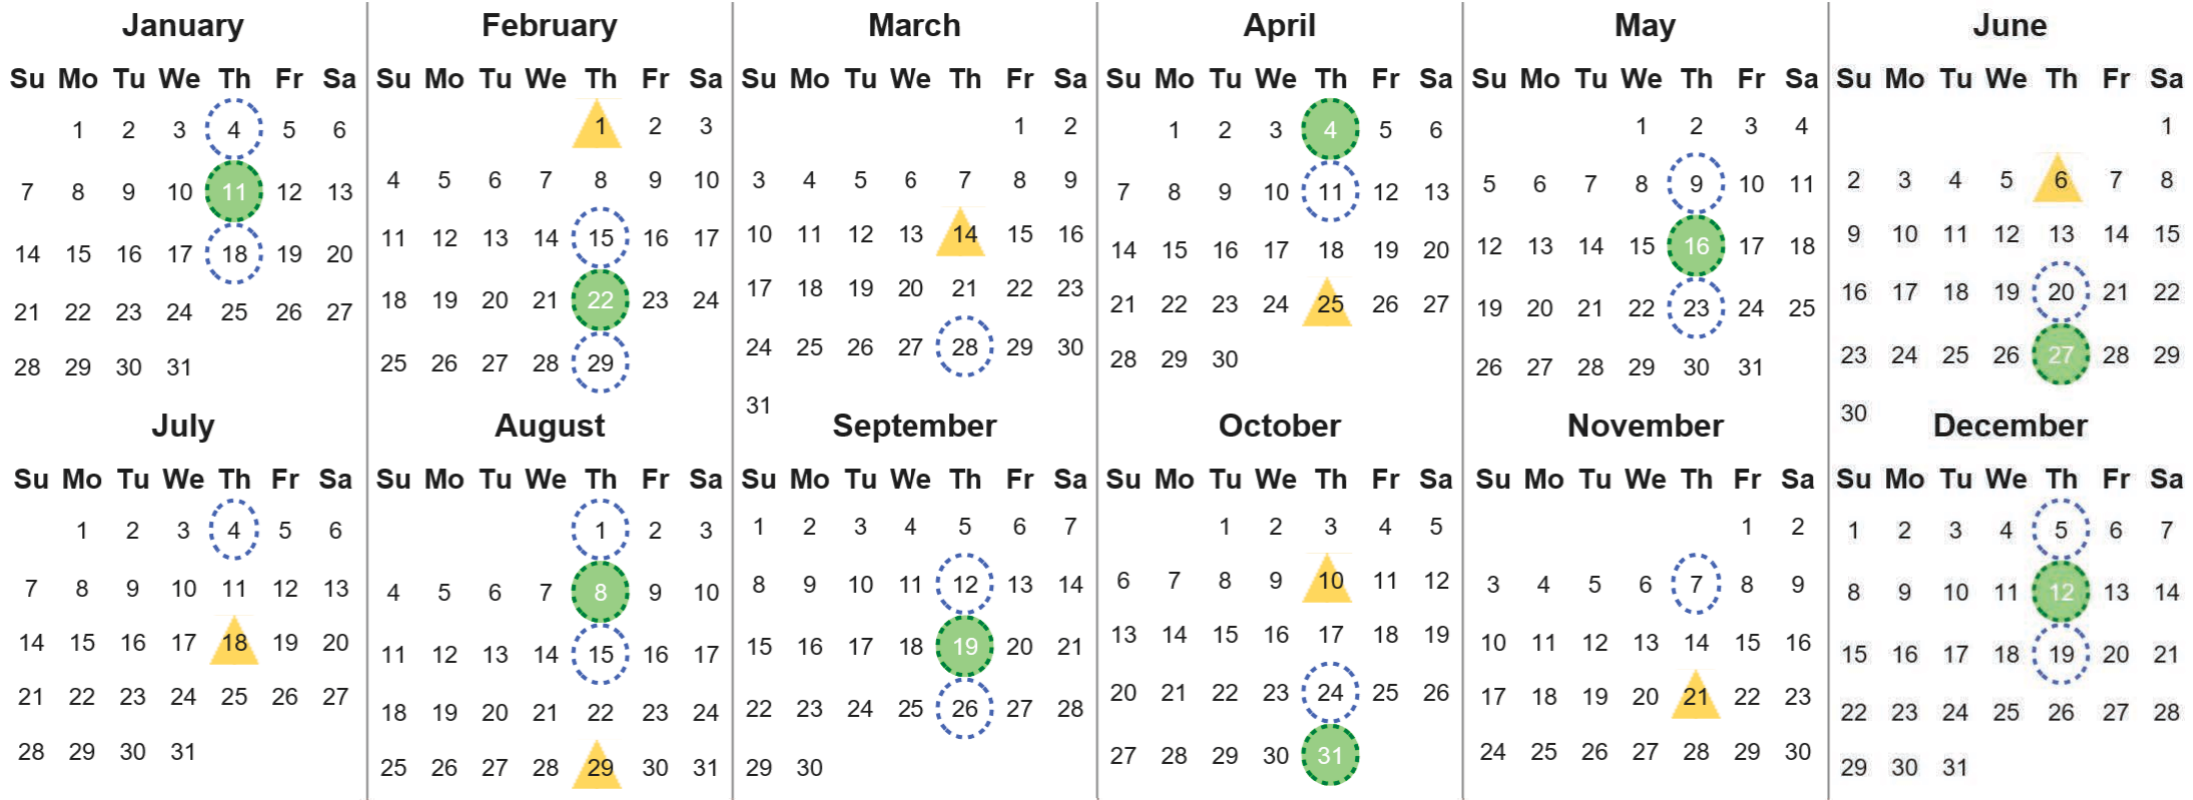 January
Su Mo Tu We Th Fr Sa
1 2 3 4 5 6
7 8 9 10 11 12 13
14 15 16 17 18 19 20
21 22 23 24 25 26 27
28 29 30 31
February
Su Mo Tu We Th Fr Sa
1 2 3
4 5 6 7 8 9 10
11 12 13 14 15 16 17
18 19 20 21 22 23 24
25 26 27 28 29
March
Su Mo Tu We Th Fr Sa
1 2
3 4 5 6 7 8 9
10 11 12 13 14 15 16
17 18 19 20 21 22 23
24 25 26 27 28 29 30
31
April
Su Mo Tu We Th Fr Sa
1 2 3 4 5 6
7 8 9 10 11 12 13
14 15 16 17 18 19 20
21 22 23 24 25 26 27
28 29 30
May
Su Mo Tu We Th Fr Sa
1 2 3 4
5 6 7 8 9 10 11
12 13 14 15 16 17 18
19 20 21 22 23 24 25
26 27 28 29 30 31
June
Su Mo Tu We Th Fr Sa
1
2 3 4 5 6 7 8
9 10 11 12 13 14 15
16 17 18 19 20 21 22
23 24 25 26 27 28 29
30
July
Su Mo Tu We Th Fr Sa
1 2 3 4 5 6
7 8 9 10 11 12 13
14 15 16 17 18 19 20
21 22 23 24 25 26 27
28 29 30 31
August
Su Mo Tu We Th Fr Sa
1 2 3
4 5 6 7 8 9 10
11 12 13 14 15 16 17
18 19 20 21 22 23 24
25 26 27 28 29 30 31
September
Su Mo Tu We Th Fr Sa
1 2 3 4 5 6 7
8 9 10 11 12 13 14
15 16 17 18 19 20 21
22 23 24 25 26 27 28
29 30
October
Su Mo Tu We Th Fr Sa
1 2 3 4 5
6 7 8 9 10 11 12
13 14 15 16 17 18 19
20 21 22 23 24 25 26
27 28 29 30 31
November
Su Mo Tu We Th Fr Sa
1 2
3 4 5 6 7 8 9
10 11 12 13 14 15 16
17 18 19 20 21 22 23
24 25 26 27 28 29 30
December
Su Mo Tu We Th Fr Sa
1 2 3 4 5 6 7
8 9 10 11 12 13 14
15 16 17 18 19 20 21
22 23 24 25 26 27 28
29 30 31